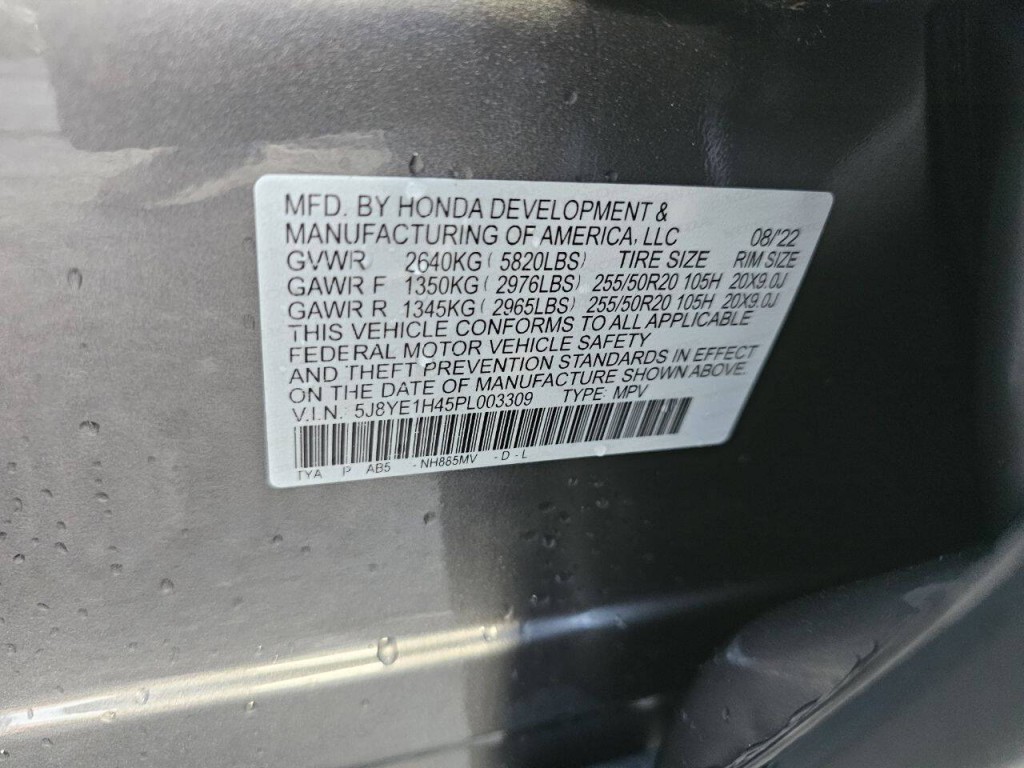 MFD. BY HONDA DEVELOPMENT &
MANUFACTURING OF AMERICA, LLC 08/'22
GVWR 2640KG ( 5820LBS) TIRE SIZE RIM SIZE
GAWR F 1350KG ( 2976LBS) 255/50R20 105H 20X9.0J
GAWR R 1345KG ( 2965LBS) 255/50R20 105H 20X9.0J
THIS VEHICLE CONFORMS TO ALL APPLICABLE
FEDERAL MOTOR VEHICLE SAFETY
AND THEFT PREVENTION STANDARDS IN EFFECT
ON THE DATE OF MANUFACTURE SHOWN ABOVE.
V.I.N.: 5J8YE1H45PL003309 TYPE: MPV
TYA P AB5 - NH885MV - D - L